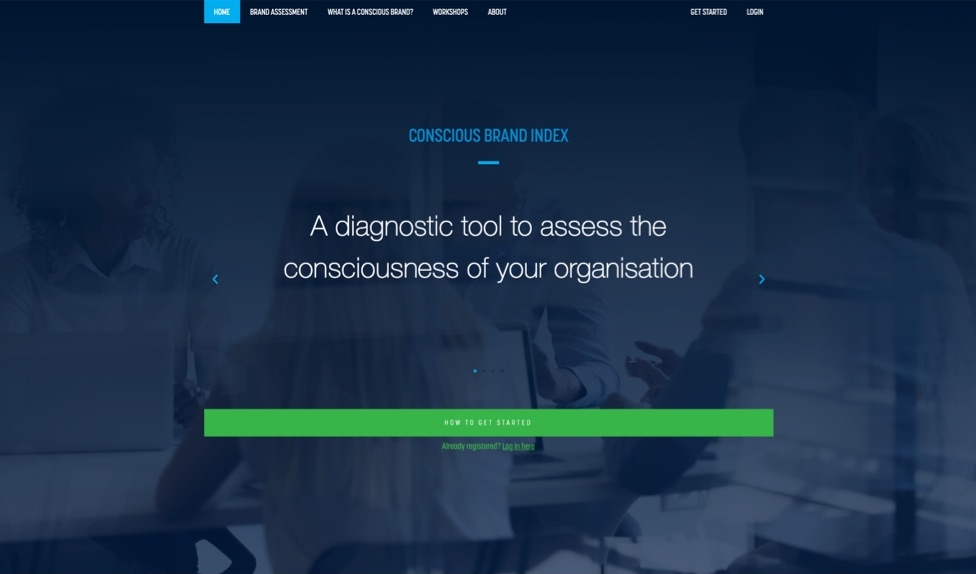 HOME BRAND ASSESSMENT WHAT IS A CONSCIOUS BRAND? WORKSHOPS ABOUT GET STARTED LOGIN
CONSCIOUS BRAND INDEX
A diagnostic tool to assess the
consciousness of your organisation
HOW TO GET STARTED
Already registered? Log in here